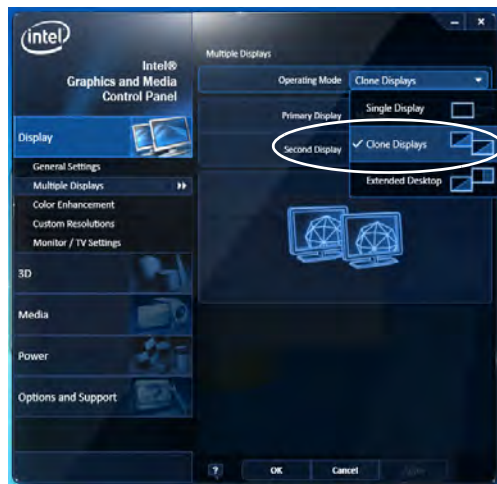 intel
Intel®
Graphics and Media
Control Panel
Display
General Settings
Multiple Displays
Color Enhancement
Custom Resolutions
Monitor / TV Settings
3D
Media
Power
Options and Support
Multiple Displays
Operating Mode Clone Displays
Primary Display
Second Display
Single Display
✓ Clone Displays
Extended Desktop
? OK Cancel Apply